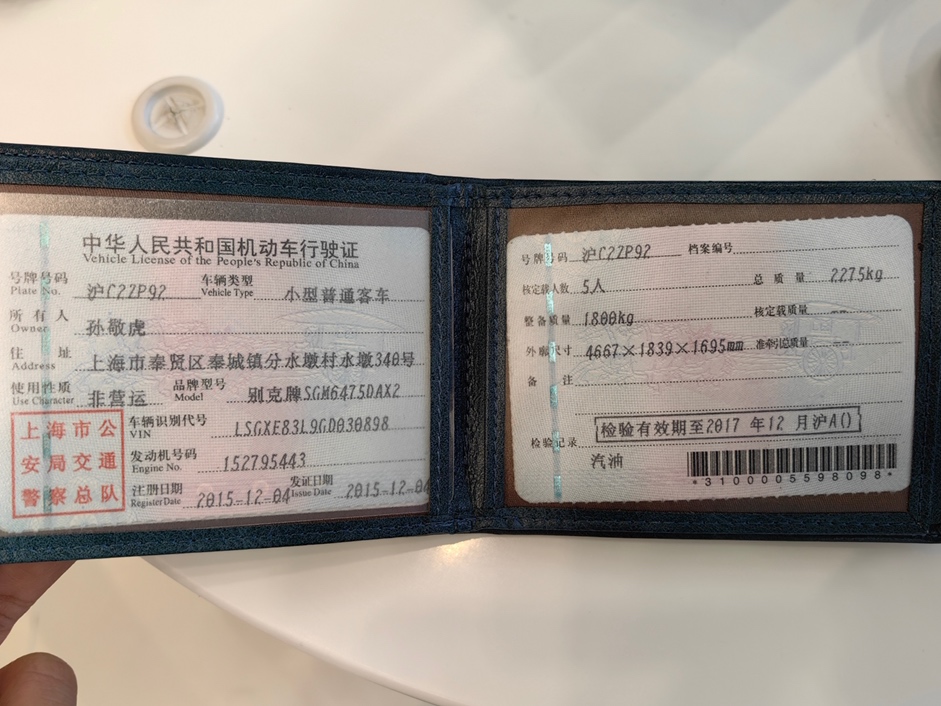 中华人民共和国机动车行驶证
Vehicle License of the People's Republic of China
号牌号码 沪C2ZP92 车辆类型 小型普通客车
Plate No. Vehicle Type
所有人 孙敬虎
Owner
住址 上海市奉贤区奉城镇分水墩村水墩340号
Address
使用性质 非营运 品牌型号 别克牌SGM6475DAX2
Use Character Model
上海市公
安局交通
警察总队
车辆识别代号 LSGXE83L9GD030898
VIN
发动机号码 152795443
Engine No.
注册日期 2015-12-04 发证日期 2015-12-04
Register Date Issue Date
号牌号码 沪C2ZP92 档案编号
核定载人数 5人 总质量 2275kg
整备质量 1800kg 核定载质量 --
外廓尺寸 4667×1839×1695mm 准牵引总质量 --
备注
检验有效期至2017 年 12 月沪A()
检验记录
汽油
*3100005598098*